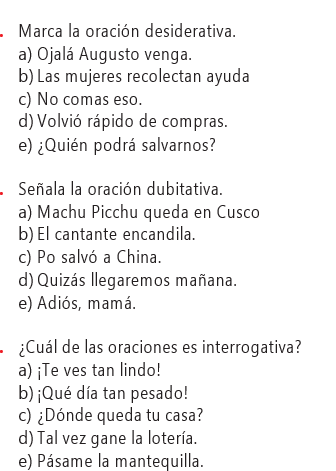 Marca la oración desiderativa.
a) Ojalá Augusto venga.
b) Las mujeres recolectan ayuda
c) No comas eso.
d) Volvió rápido de compras.
e) ¿Quién podrá salvarnos?
Señala la oración dubitativa.
a) Machu Picchu queda en Cusco
b) El cantante encandila.
c) Po salvó a China.
d) Quizás llegaremos mañana.
e) Adiós, mamá.
¿Cuál de las oraciones es interrogativa?
a) ¡Te ves tan lindo!
b) ¡Qué día tan pesado!
c) ¿Dónde queda tu casa?
d) Tal vez gane la lotería.
e) Pásame la mantequilla.